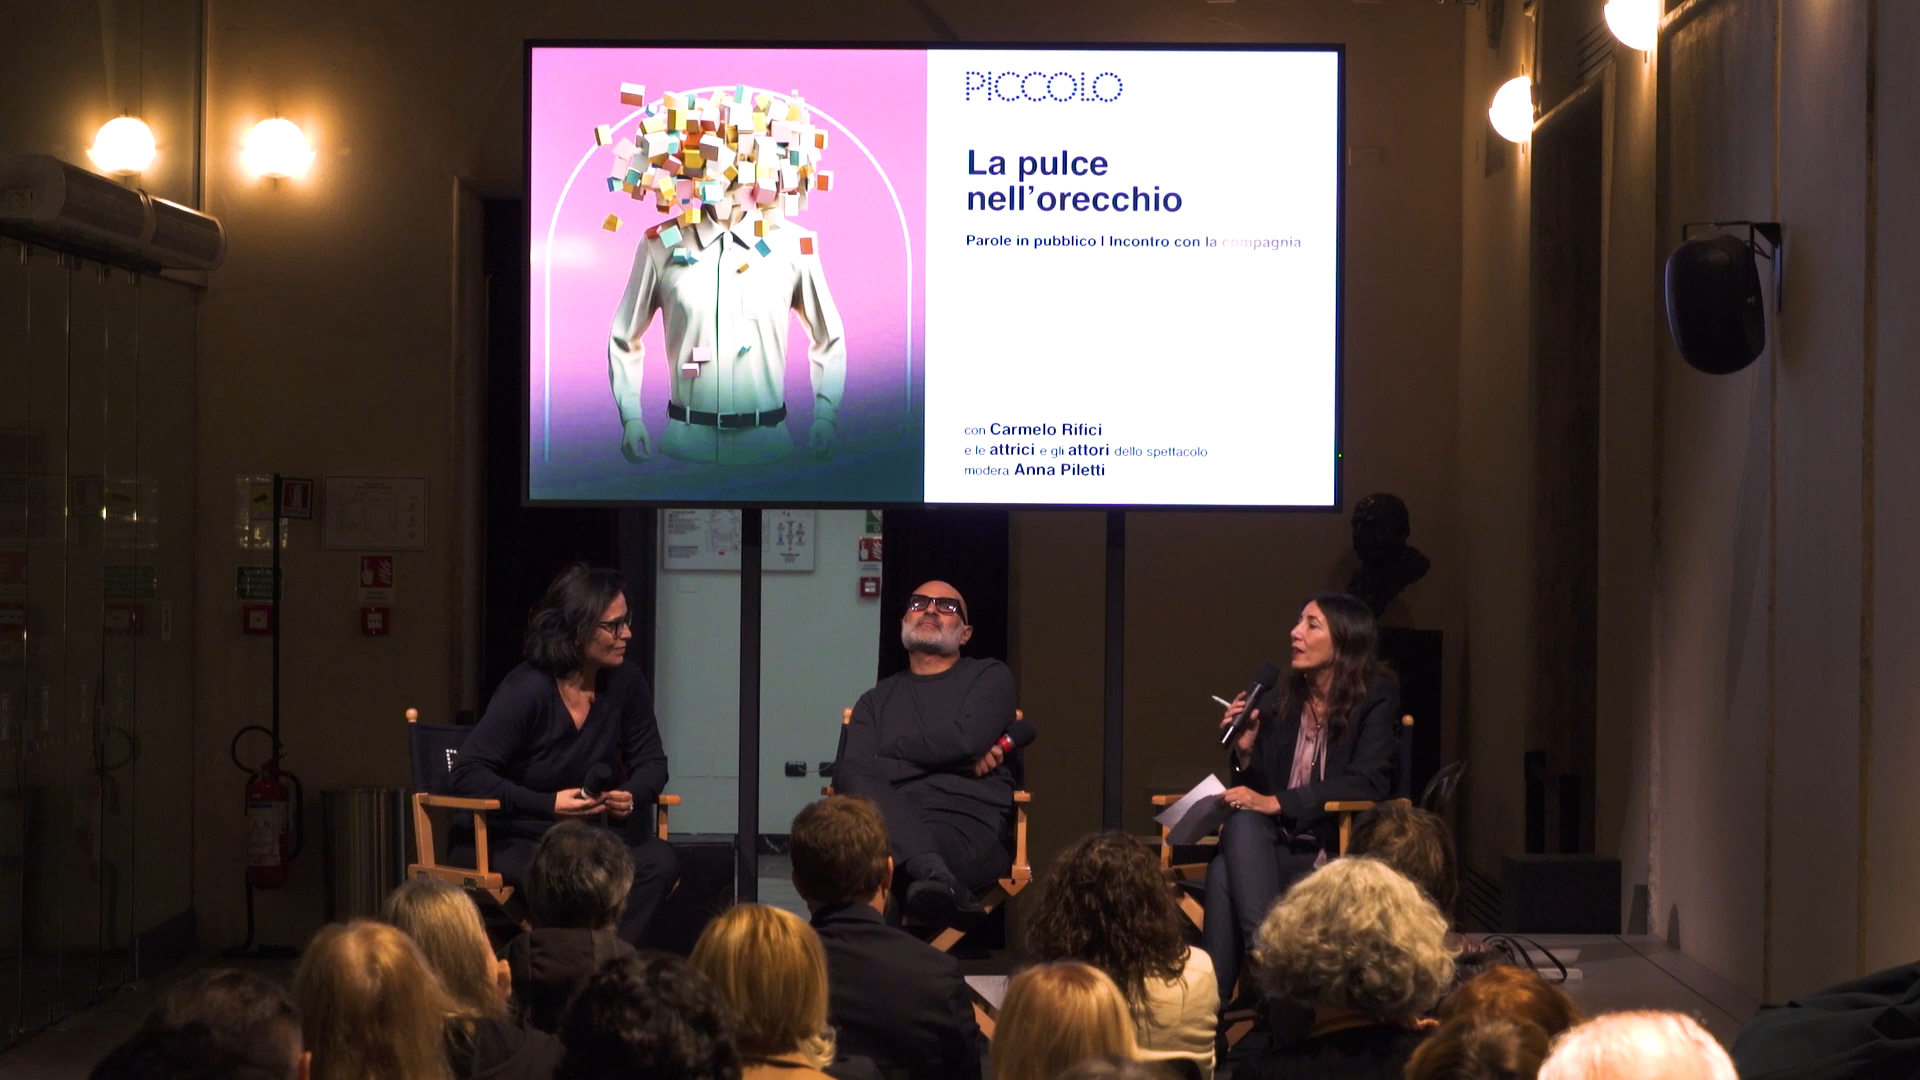 PICCOLO
La pulce
nell’orecchio
Parole in pubblico | Incontro con la compagnia
con Carmelo Rifici
e le attrici e gli attori dello spettacolo
modera Anna Piletti